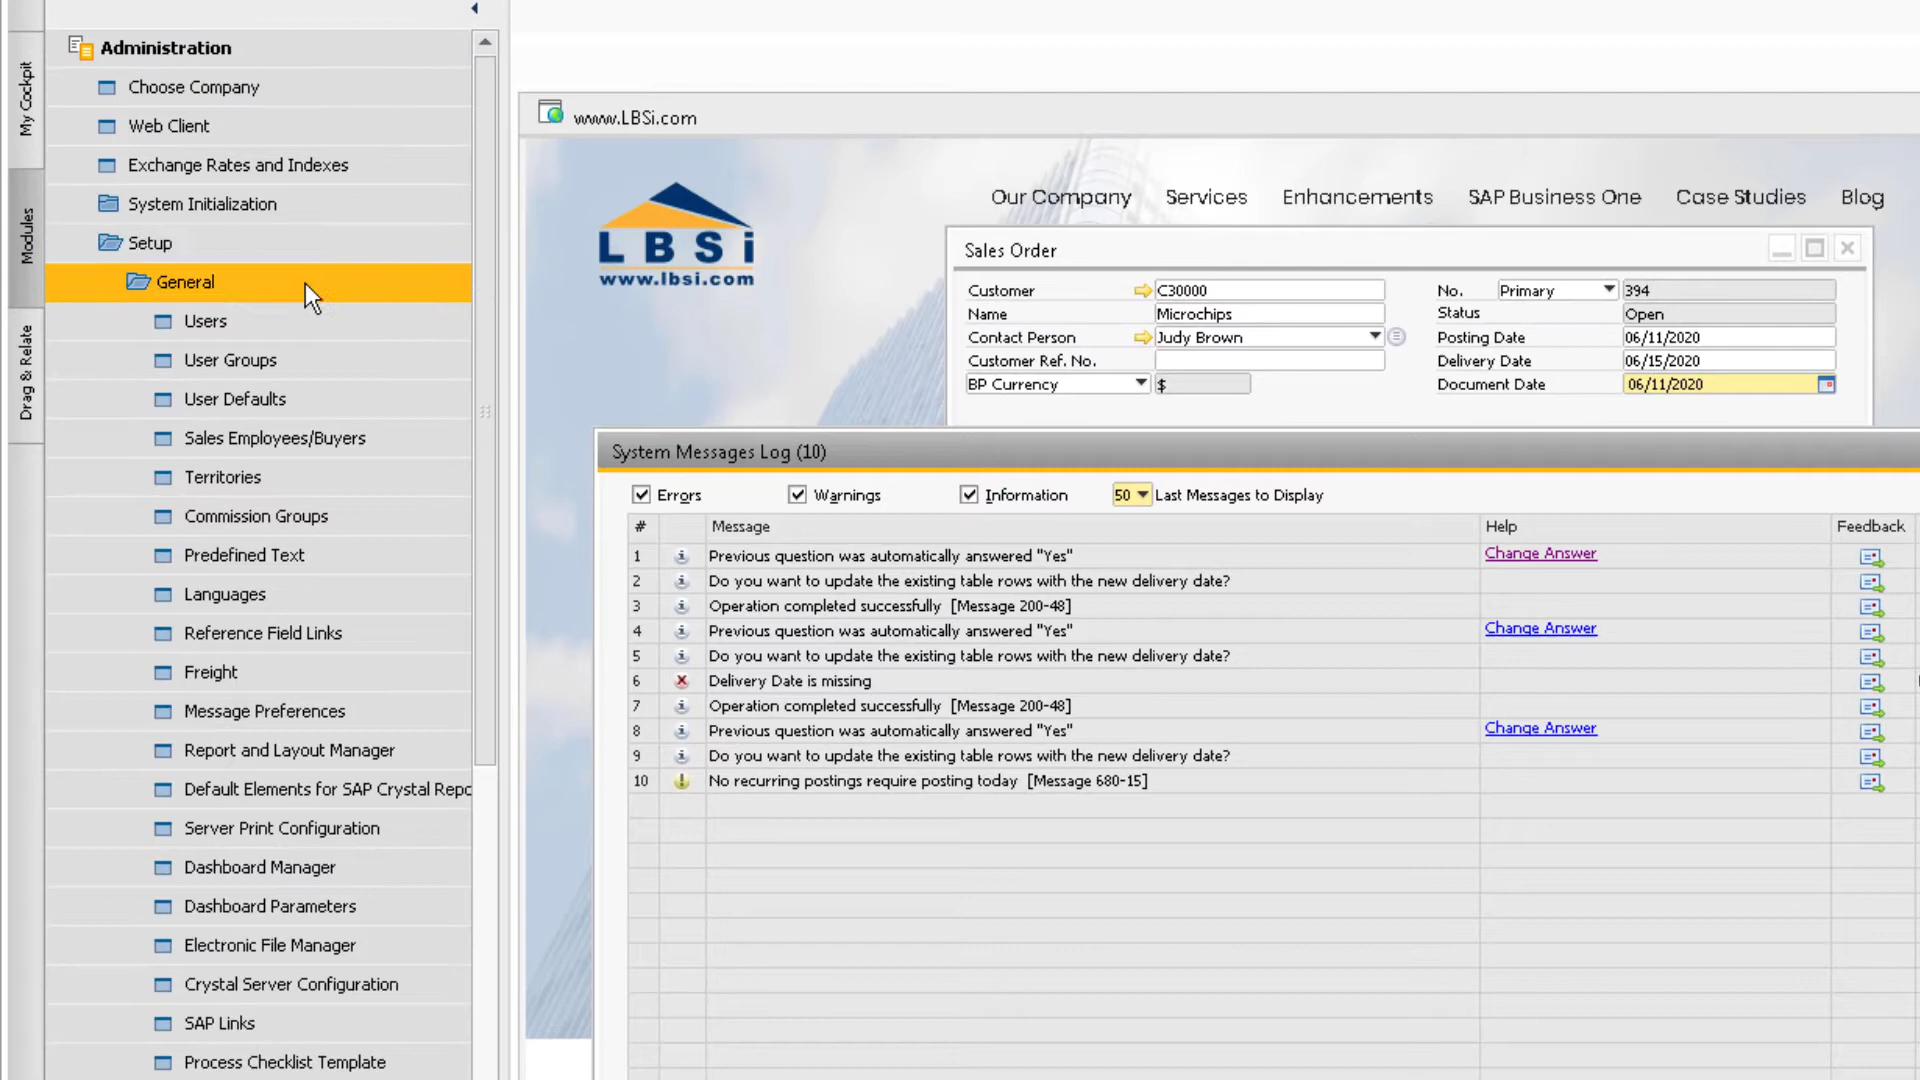 My Cockpit
Modules
Drag & Relate
Administration
Choose Company
Web Client
Exchange Rates and Indexes
System Initialization
Setup
General
Users
User Groups
User Defaults
Sales Employees/Buyers
Territories
Commission Groups
Predefined Text
Languages
Reference Field Links
Freight
Message Preferences
Report and Layout Manager
Default Elements for SAP Crystal Repo
Server Print Configuration
Dashboard Manager
Dashboard Parameters
Electronic File Manager
Crystal Server Configuration
SAP Links
Process Checklist Template
www.LBSi.com
LBSi
www.lbsi.com
Our Company Services Enhancements SAP Business One Case Studies Blog
Sales Order
Customer C30000 No. Primary 394
Name Microchips Status Open
Contact Person Judy Brown Posting Date 06/11/2020
Customer Ref. No. Delivery Date 06/15/2020
BP Currency $ Document Date 06/11/2020
System Messages Log (10)
Errors Warnings Information 50 Last Messages to Display
# Message Help Feedback
1 Previous question was automatically answered "Yes" Change Answer
2 Do you want to update the existing table rows with the new delivery date?
3 Operation completed successfully [Message 200-48]
4 Previous question was automatically answered "Yes" Change Answer
5 Do you want to update the existing table rows with the new delivery date?
6 Delivery Date is missing
7 Operation completed successfully [Message 200-48]
8 Previous question was automatically answered "Yes" Change Answer
9 Do you want to update the existing table rows with the new delivery date?
10 No recurring postings require posting today [Message 680-15]